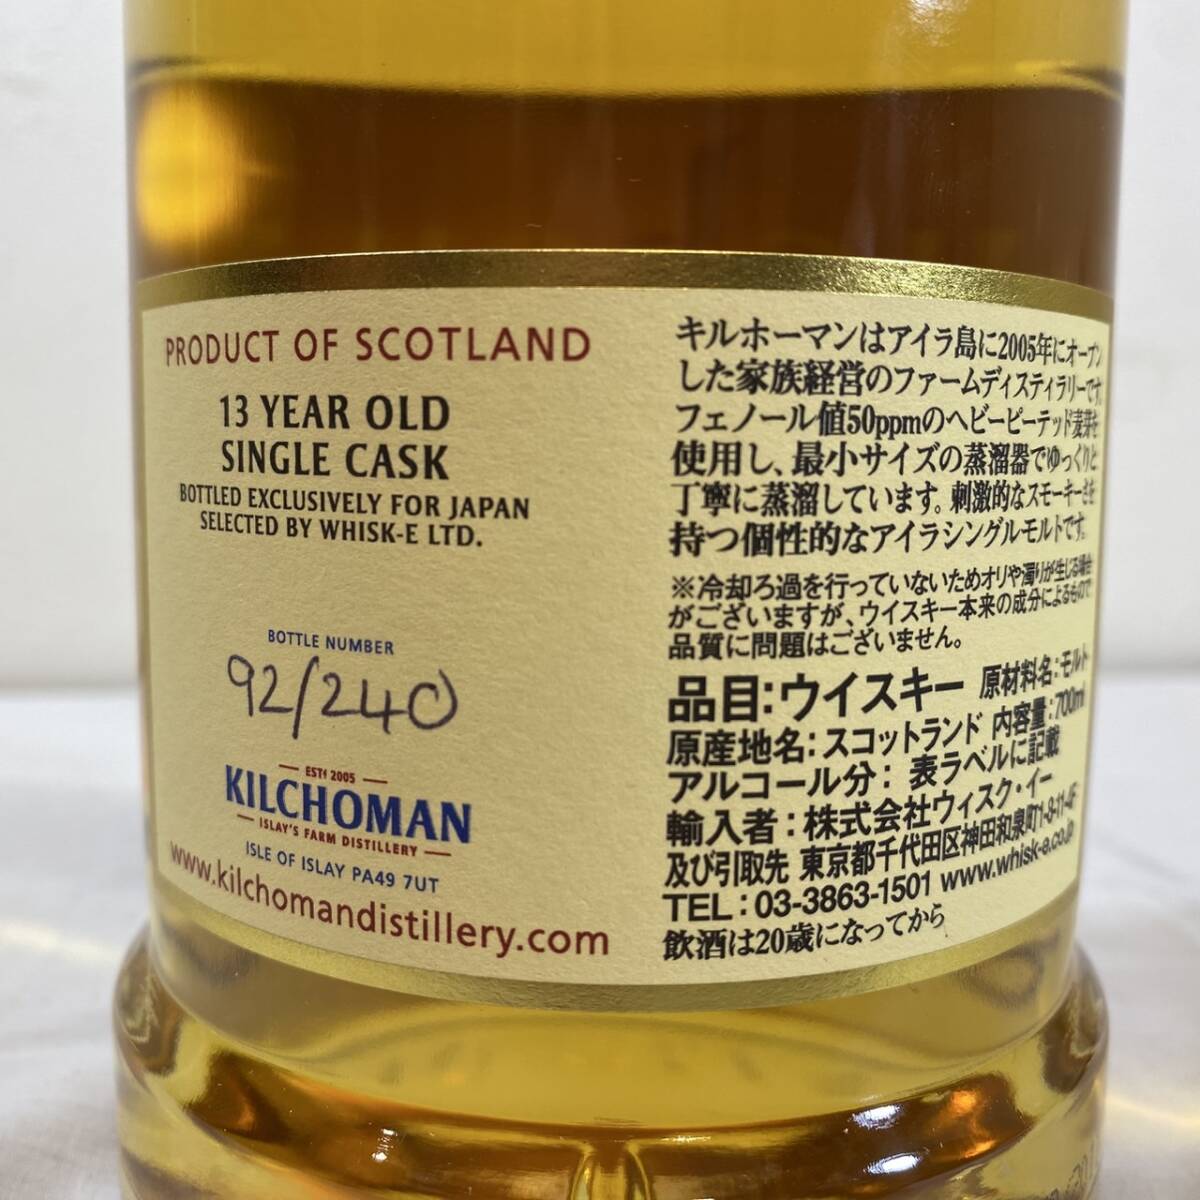 PRODUCT OF SCOTLAND
13 YEAR OLD
SINGLE CASK
BOTTLED EXCLUSIVELY FOR JAPAN
SELECTED BY WHISK-E LTD.
BOTTLE NUMBER
92/240
ESTd 2005
KILCHOMAN
ISLAY'S FARM DISTILLERY
ISLE OF ISLAY PA49 7UT
www.kilchomandistillery.com
キルホーマンはアイラ島に2005年にオープン
した家族経営のファームディスティラリーです。
フェノール値50ppmのヘビーピーテッド麦芽を
使用し、最小サイズの蒸溜器でゆっくりと
丁寧に蒸溜しています。刺激的なスモーキーさを
持つ個性的なアイラシングルモルトです。
※冷却ろ過を行っていないためオリや濁りが生じる場合
がございますが、ウイスキー本来の成分によるもので
品質に問題はございません。
品目:ウイスキー 原材料名:モルト
原産地名:スコットランド 内容量:700ml
アルコール分:表ラベルに記載
輸入者:株式会社ウィスク・イー
及び引取先 東京都千代田区神田和泉町1-8-11-4F
TEL:03-3863-1501 www.whisk-e.co.jp
飲酒は20歳になってから